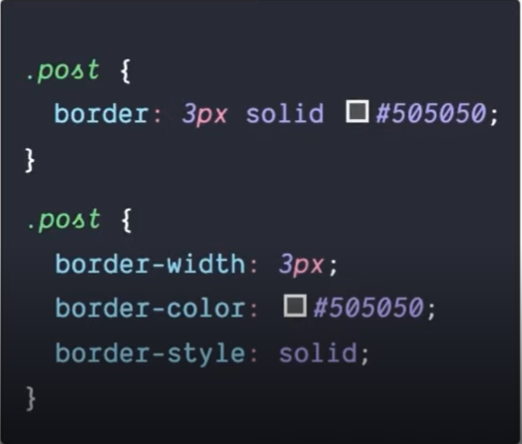 .post {
  border: 3px solid #505050;
}
.post {
  border-width: 3px;
  border-color: #505050;
  border-style: solid;
}